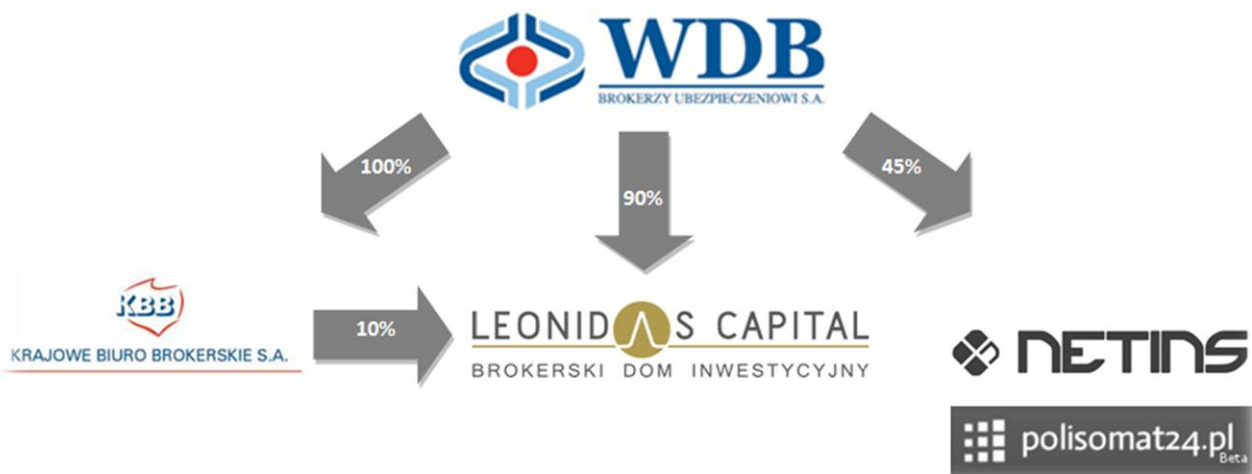 WDB
BROKERZY UBEZPIECZENIOWI S.A.
100%
90%
45%
KBB
KRAJOWE BIURO BROKERSKIE S.A.
10%
LEONIDAS CAPITAL
BROKERSKI DOM INWESTYCYJNY
NETINS
polisomat24.pl
Beta